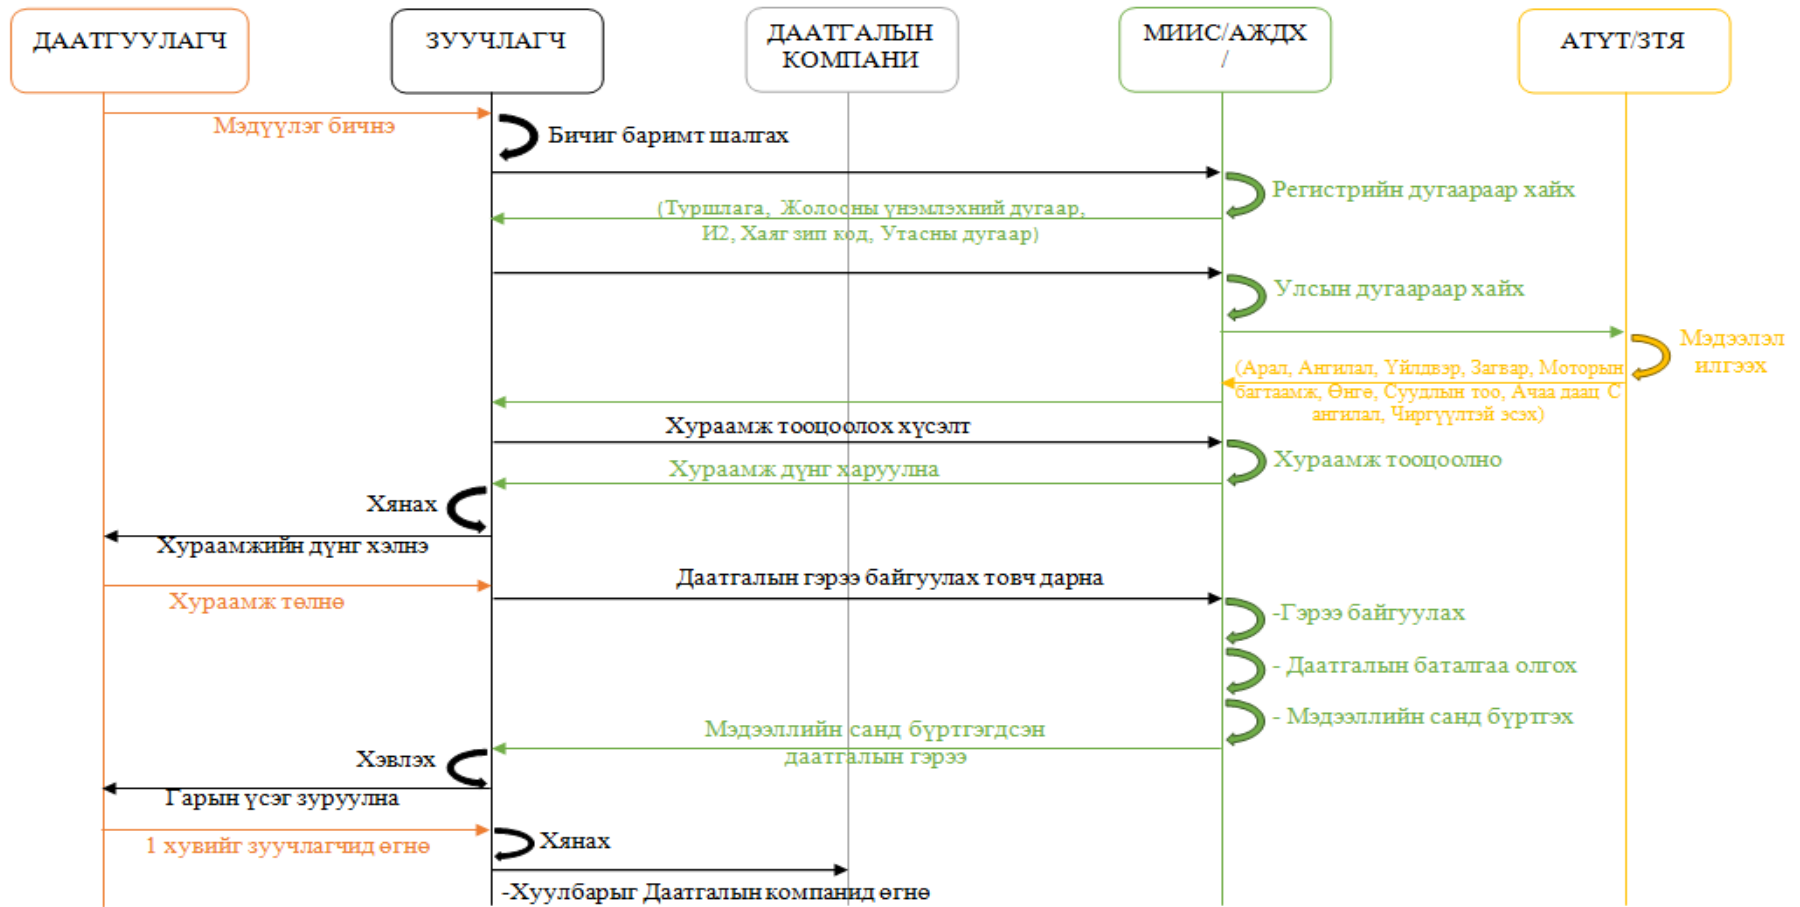 ДААТГУУЛАГЧ
ЗУУЧЛАГЧ
ДААТГАЛЫН
КОМПАНИ
МИИС/АЖДХ
/
АТҮТ/ЗТЯ
Мэдүүлэг бичнэ
Бичиг баримт шалгах
Регистрийн дугаараар хайх
(Туршлага, Жолооны үнэмлэхний дугаар,
И2, Хаяг зип код, Утасны дугаар)
Улсын дугаараар хайх
Мэдээлэл
илгээх
(Арал, Ангилал, Үйлдвэр, Загвар, Моторын
багтаамж, Өнгө, Суудлын тоо, Ачаа даац С
ангилал, Чиргүүлтэй эсэх)
Хураамж тооцоолох хүсэлт
Хураамж тооцоолно
Хураамж дүнг харуулна
Хянах
Хураамжийн дүнг хэлнэ
Хураамж төлнө
Даатгалын гэрээ байгуулах товч дарна
-Гэрээ байгуулах
- Даатгалын баталгаа олгох
- Мэдээллийн санд бүртгэх
Мэдээллийн санд бүртгэгдсэн
даатгалын гэрээ
Хэвлэх
Гарын үсэг зуруулна
1 хувийг зуучлагчид өгнө
Хянах
-Хуулбарыг Даатгалын компанид өгнө